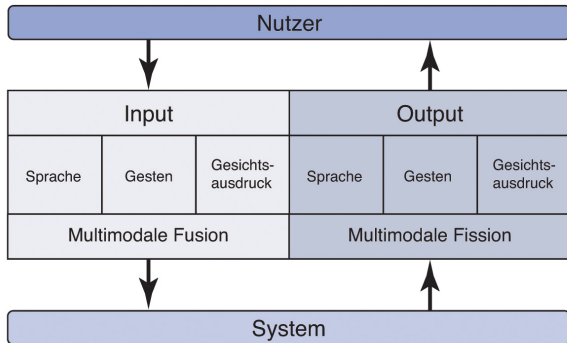 Nutzer
Input
Output
Sprache
Gesten
Gesichts-
ausdruck
Sprache
Gesten
Gesichts-
ausdruck
Multimodale Fusion
Multimodale Fission
System